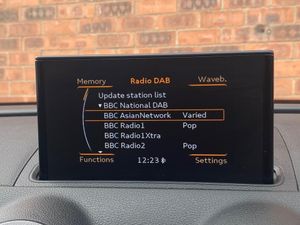 Memory Radio DAB Waveb.
Update station list
BBC National DAB
BBC AsianNetwork Varied
BBC Radio1 Pop
BBC Radio1Xtra
BBC Radio2 Pop
Functions 12:23 Settings